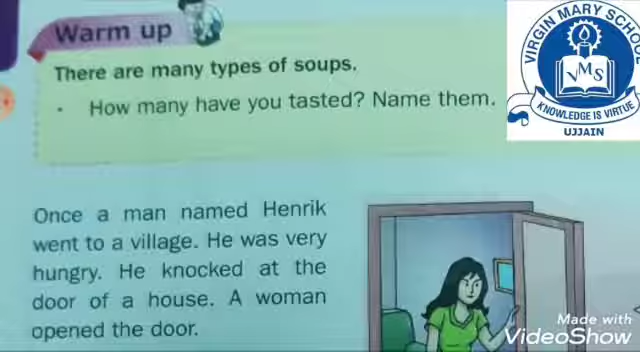 Warm up
There are many types of soups.
- How many have you tasted? Name them.
VIRGIN MARY SCHOOL
VMS
KNOWLEDGE IS VIRTUE
UJJAIN
Once a man named Henrik
went to a village. He was very
hungry. He knocked at the
door of a house. A woman
opened the door.
Made with
VideoShow